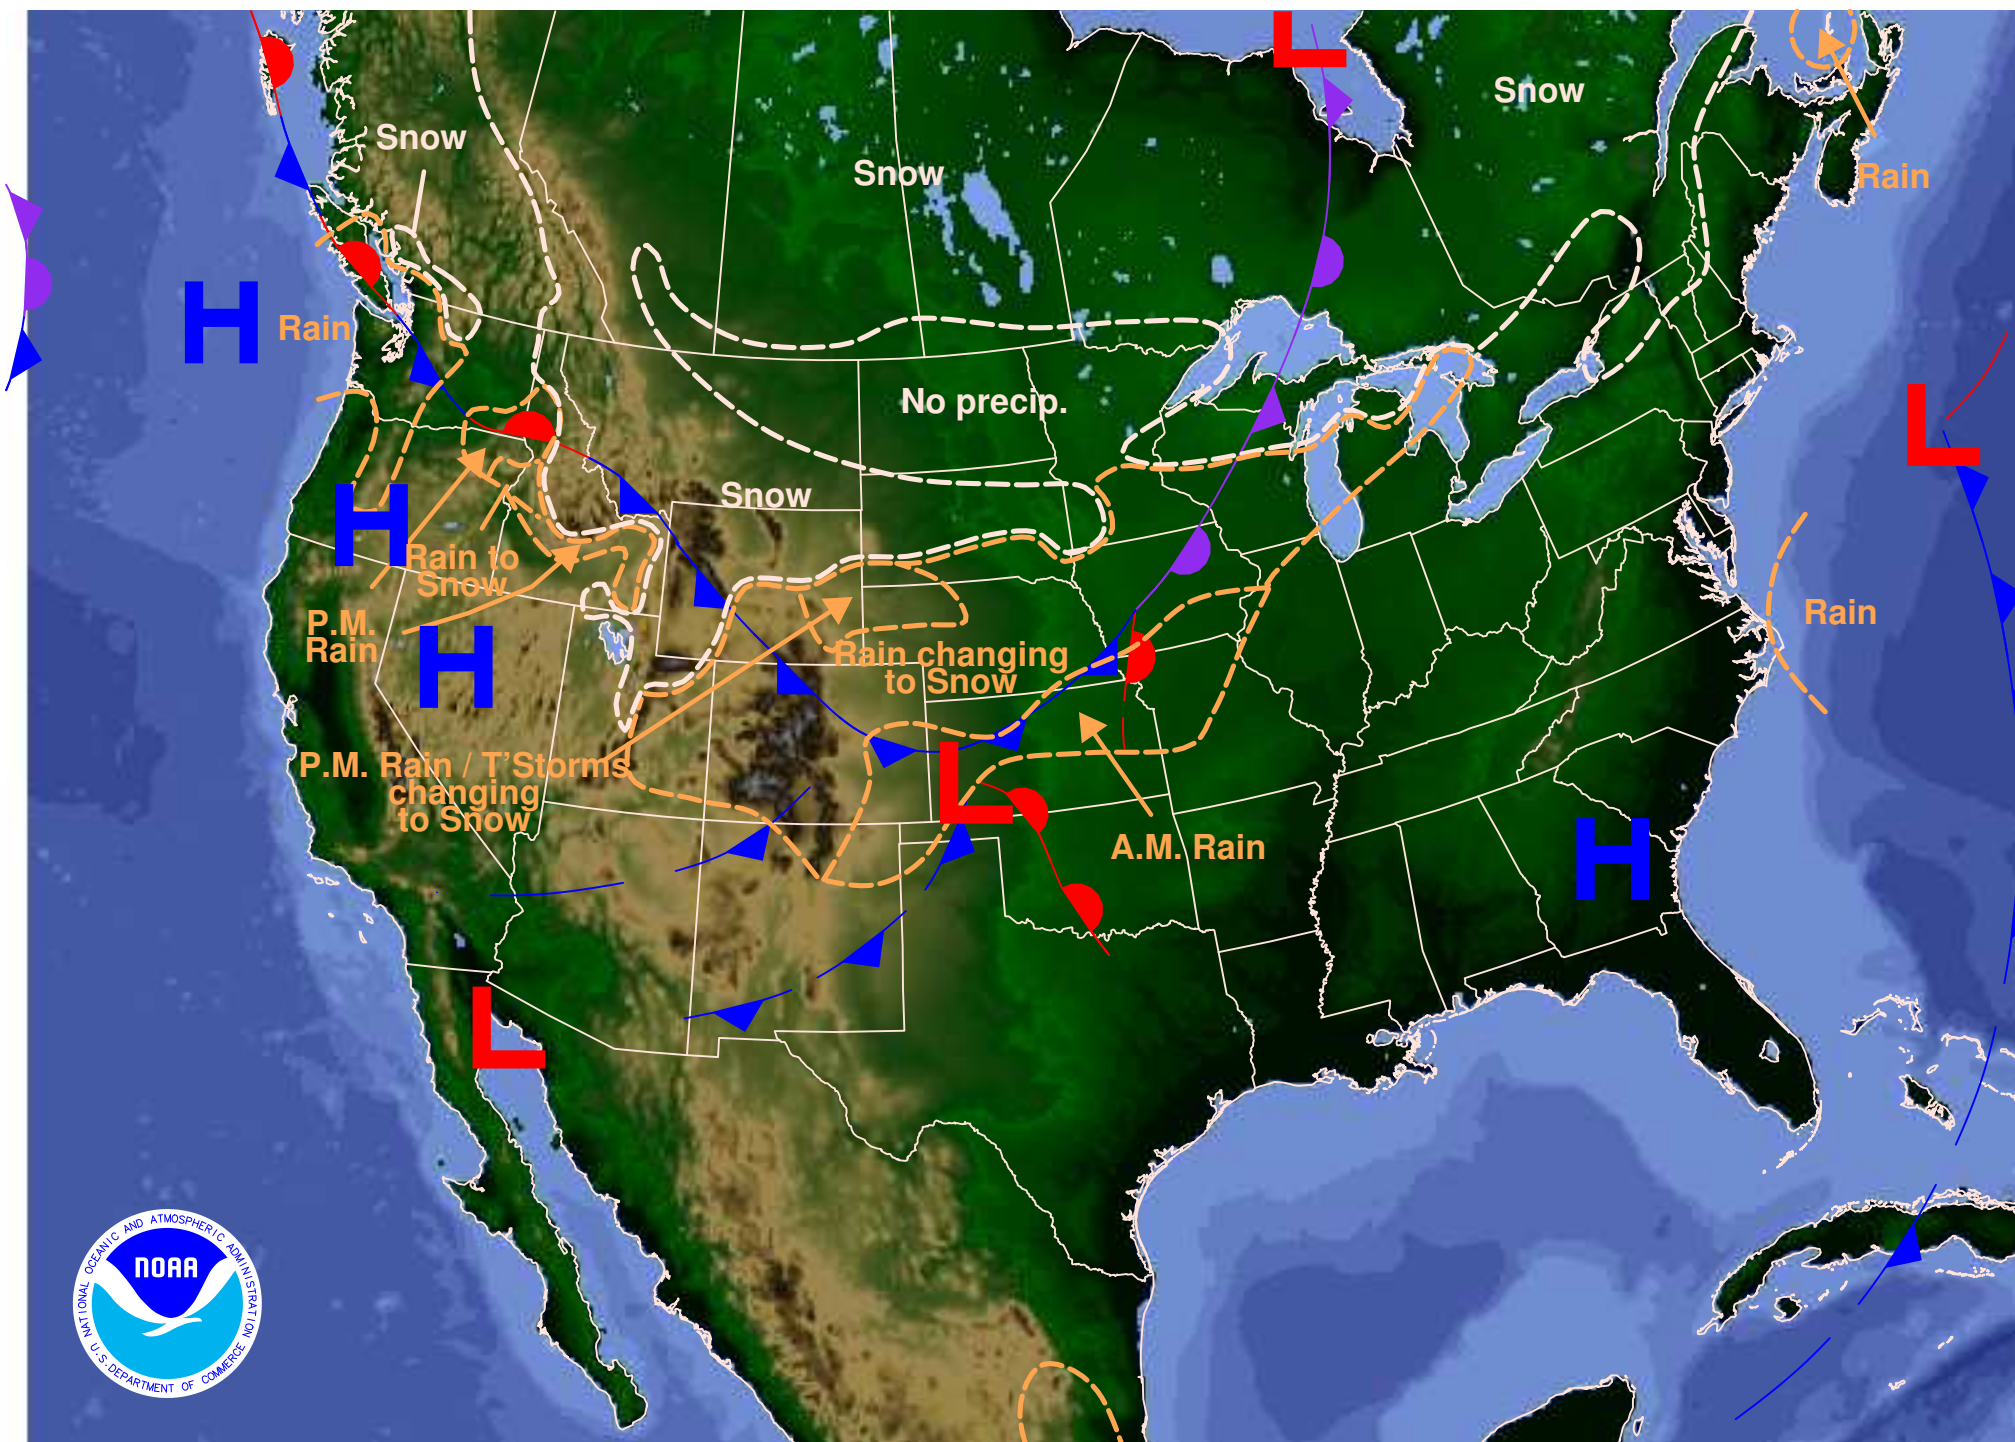 L
Snow
Snow
Snow
Rain
H
Rain
No precip.
L
Snow
H
Rain to
Snow
P.M.
Rain
Rain
H
Rain changing
to Snow
P.M. Rain / T'Storms
changing
to Snow
L
A.M. Rain
H
L
NATIONAL OCEANIC AND ATMOSPHERIC ADMINISTRATION
NOAA
U.S. DEPARTMENT OF COMMERCE